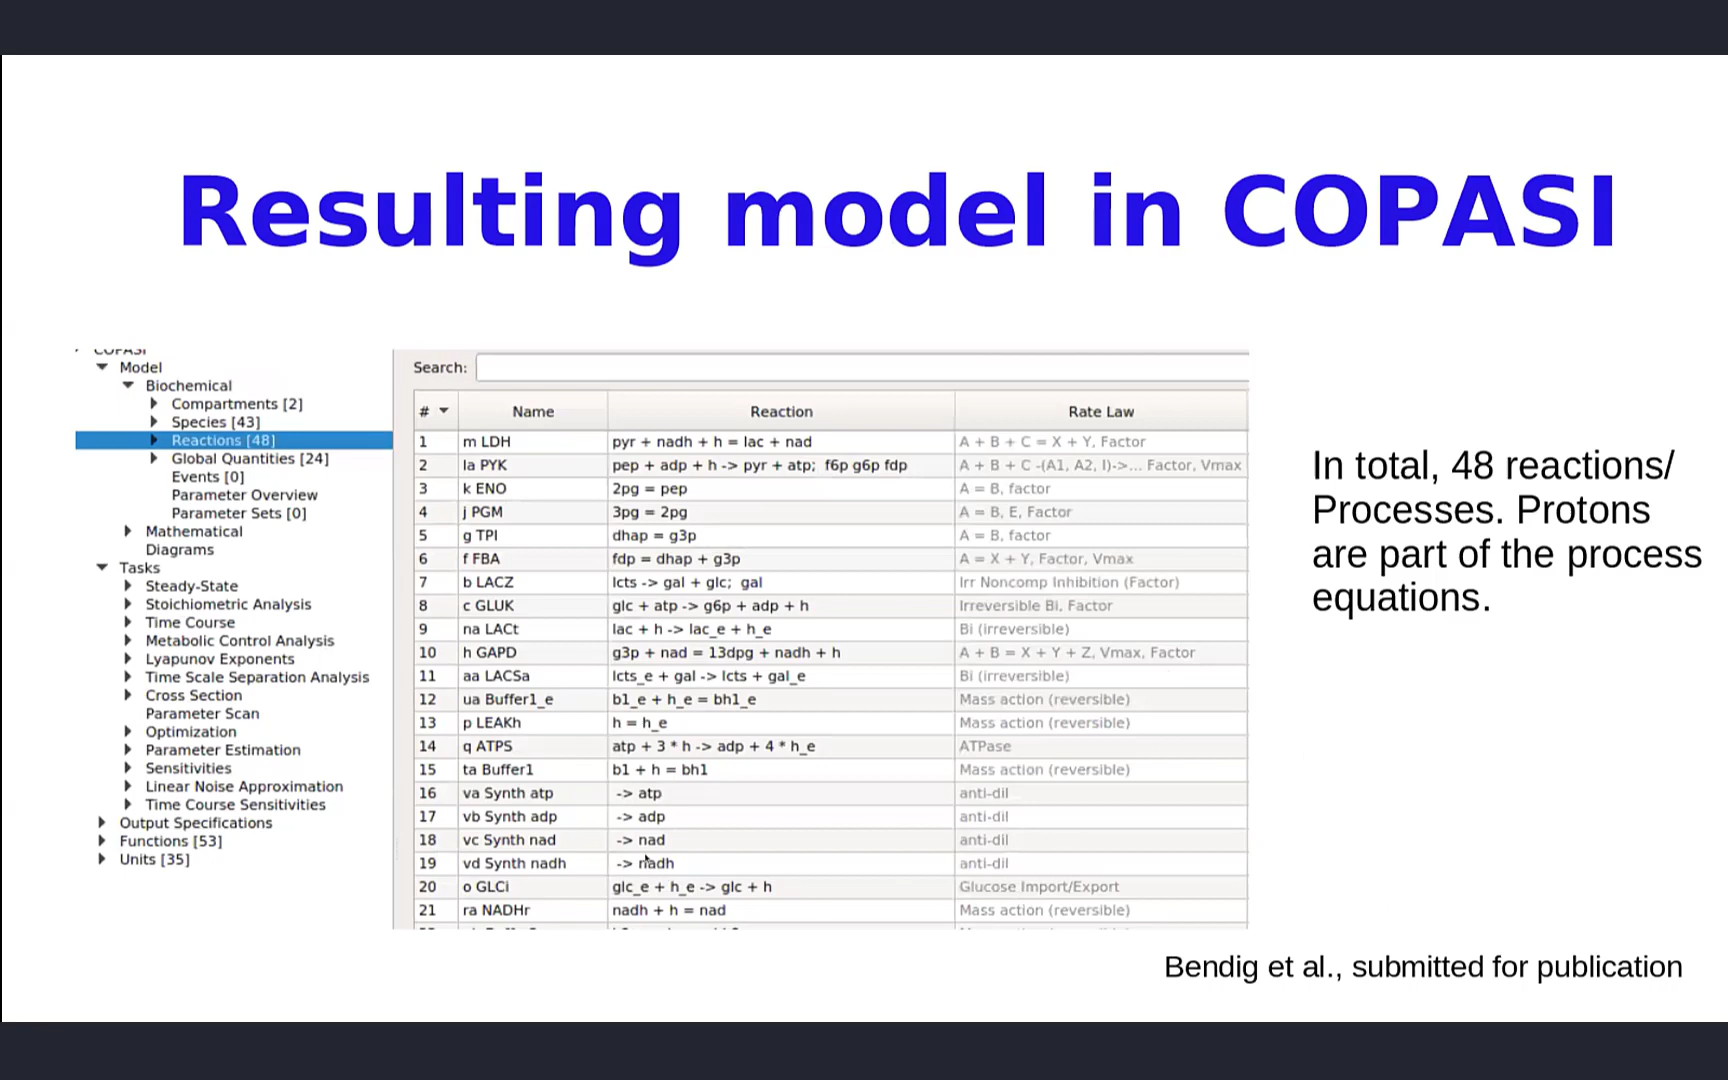 Resulting model in COPASI
COPASI
Model
Biochemical
Compartments [2]
Species [43]
Reactions [48]
Global Quantities [24]
Events [0]
Parameter Overview
Parameter Sets [0]
Mathematical
Diagrams
Tasks
Steady-State
Stoichiometric Analysis
Time Course
Metabolic Control Analysis
Lyapunov Exponents
Time Scale Separation Analysis
Cross Section
Parameter Scan
Optimization
Parameter Estimation
Sensitivities
Linear Noise Approximation
Time Course Sensitivities
Output Specifications
Functions [53]
Units [35]
Search:
# Name Reaction Rate Law
1 m LDH pyr + nadh + h = lac + nad A + B + C = X + Y, Factor
2 la PYK pep + adp + h -> pyr + atp; f6p g6p fdp A + B + C -(A1, A2, I)->... Factor, Vmax
3 k ENO 2pg = pep A = B, factor
4 j PGM 3pg = 2pg A = B, E, Factor
5 g TPI dhap = g3p A = B, factor
6 f FBA fdp = dhap + g3p A = X + Y, Factor, Vmax
7 b LACZ lcts -> gal + glc; gal Irr Noncomp Inhibition (Factor)
8 c GLUK glc + atp -> g6p + adp + h Irreversible Bi, Factor
9 na LACt lac + h -> lac_e + h_e Bi (irreversible)
10 h GAPD g3p + nad = 13dpg + nadh + h A + B = X + Y + Z, Vmax, Factor
11 aa LACSa lcts_e + gal -> lcts + gal_e Bi (irreversible)
12 ua Buffer1_e b1_e + h_e = bh1_e Mass action (reversible)
13 p LEAKh h = h_e Mass action (reversible)
14 q ATPS atp + 3 * h -> adp + 4 * h_e ATPase
15 ta Buffer1 b1 + h = bh1 Mass action (reversible)
16 va Synth atp -> atp anti-dil
17 vb Synth adp -> adp anti-dil
18 vc Synth nad -> nad anti-dil
19 vd Synth nadh -> nadh anti-dil
20 o GLCi glc_e + h_e -> glc + h Glucose Import/Export
21 ra NADHr nadh + h = nad Mass action (reversible)
In total, 48 reactions/
Processes. Protons
are part of the process
equations.
Bendig et al., submitted for publication